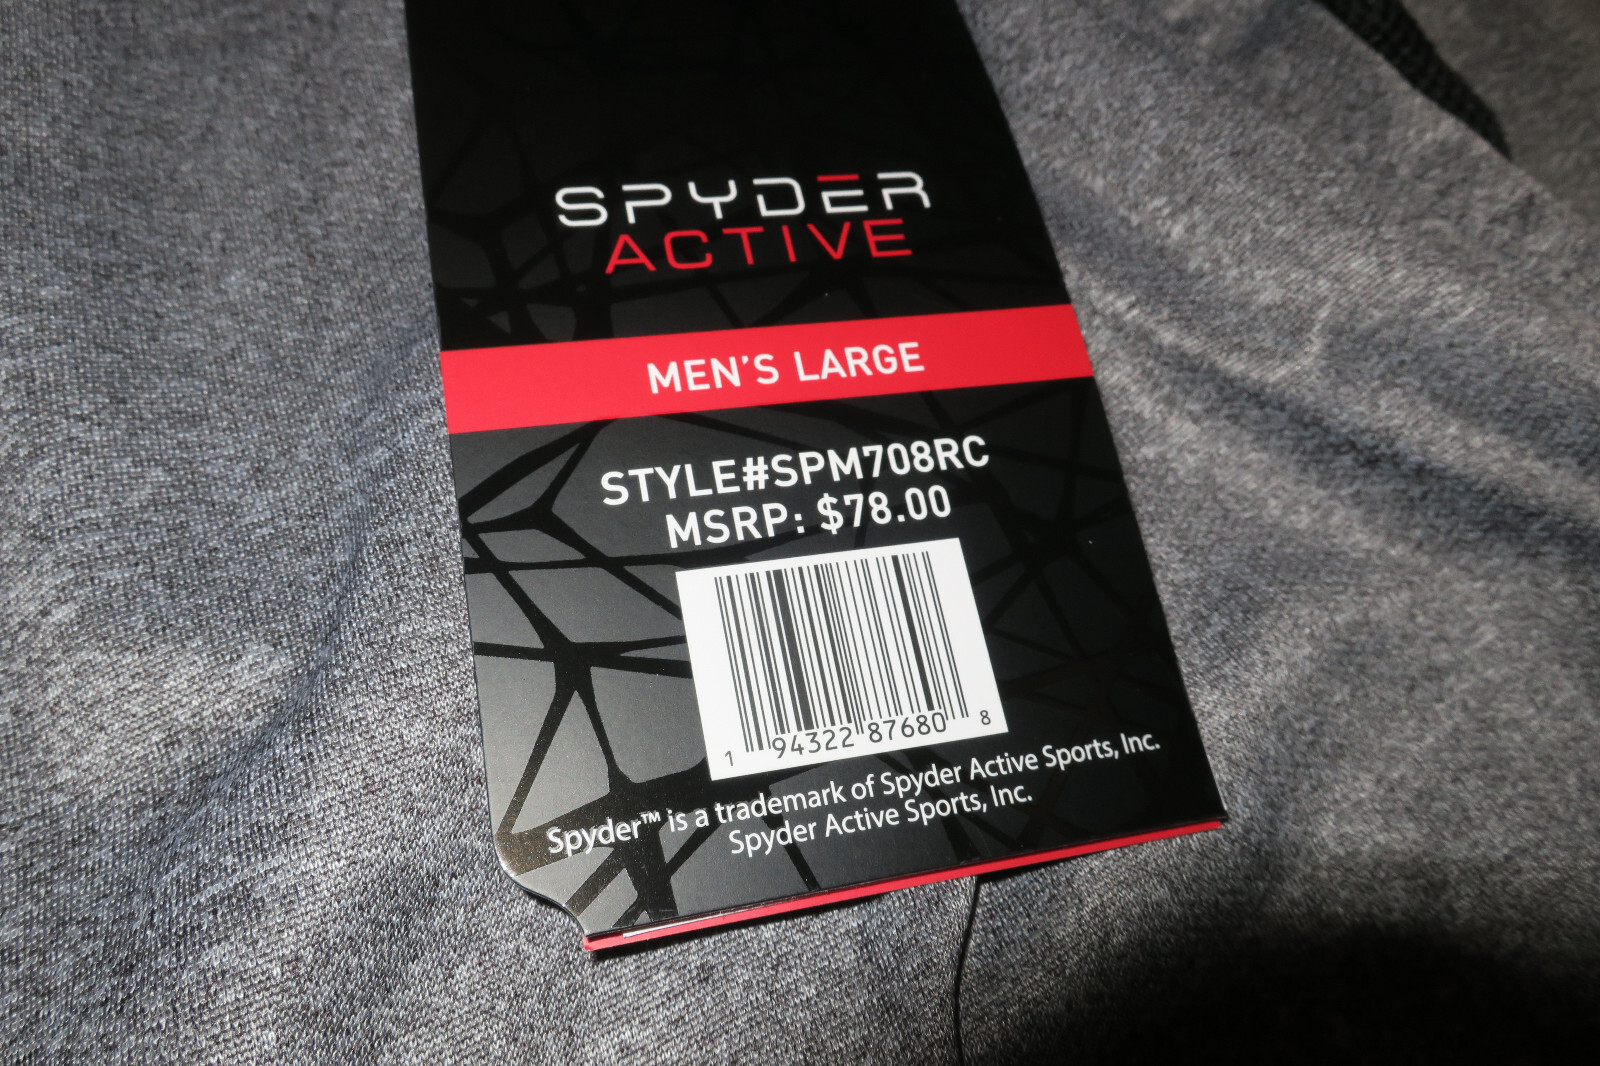 SPYDER
ACTIVE
MEN'S LARGE
STYLE#SPM708RC
MSRP: $78.00
1 94322 87680 8
Spyder™ is a trademark of Spyder Active Sports, Inc.
Spyder Active Sports, Inc.